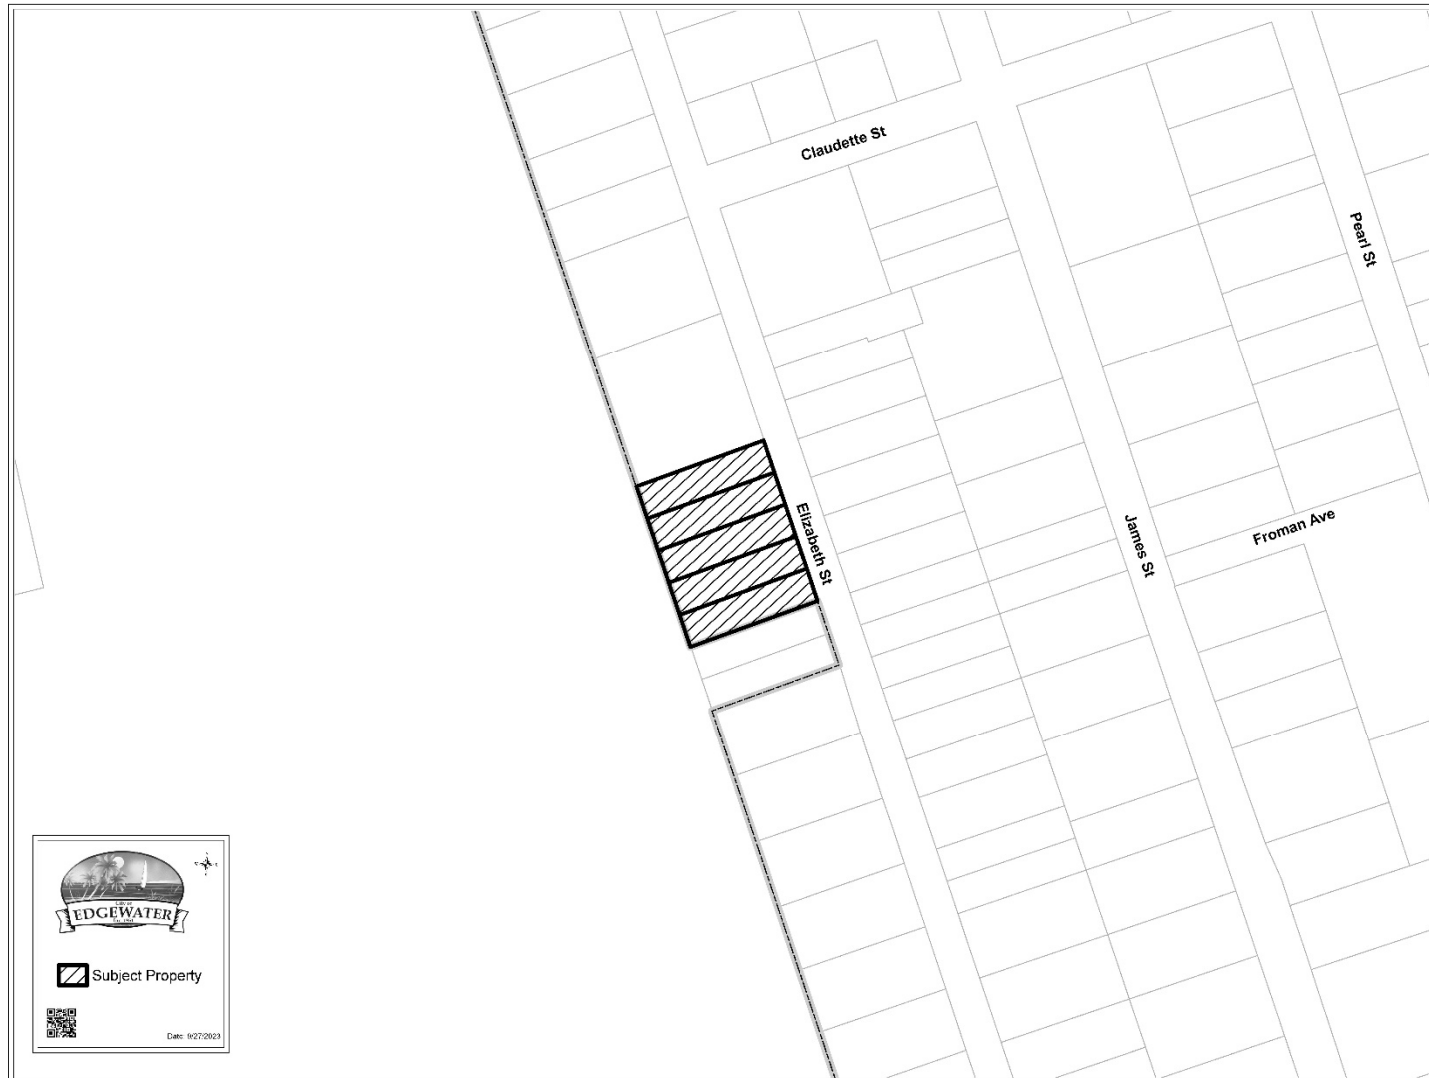 Claudette St
Pearl St
Elizabeth St
James St
Froman Ave
City of
EDGEWATER
Subject Property
Date: 9/27/2023